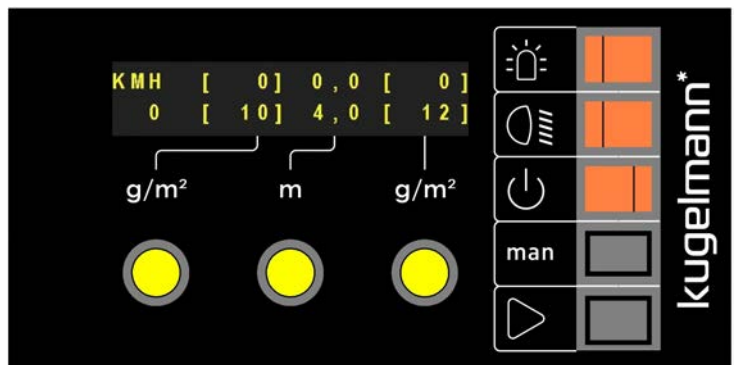 KMH [ 0] 0,0 [ 0]
0 [ 10] 4,0 [ 12]
g/m² m g/m²
man
kugelmann*